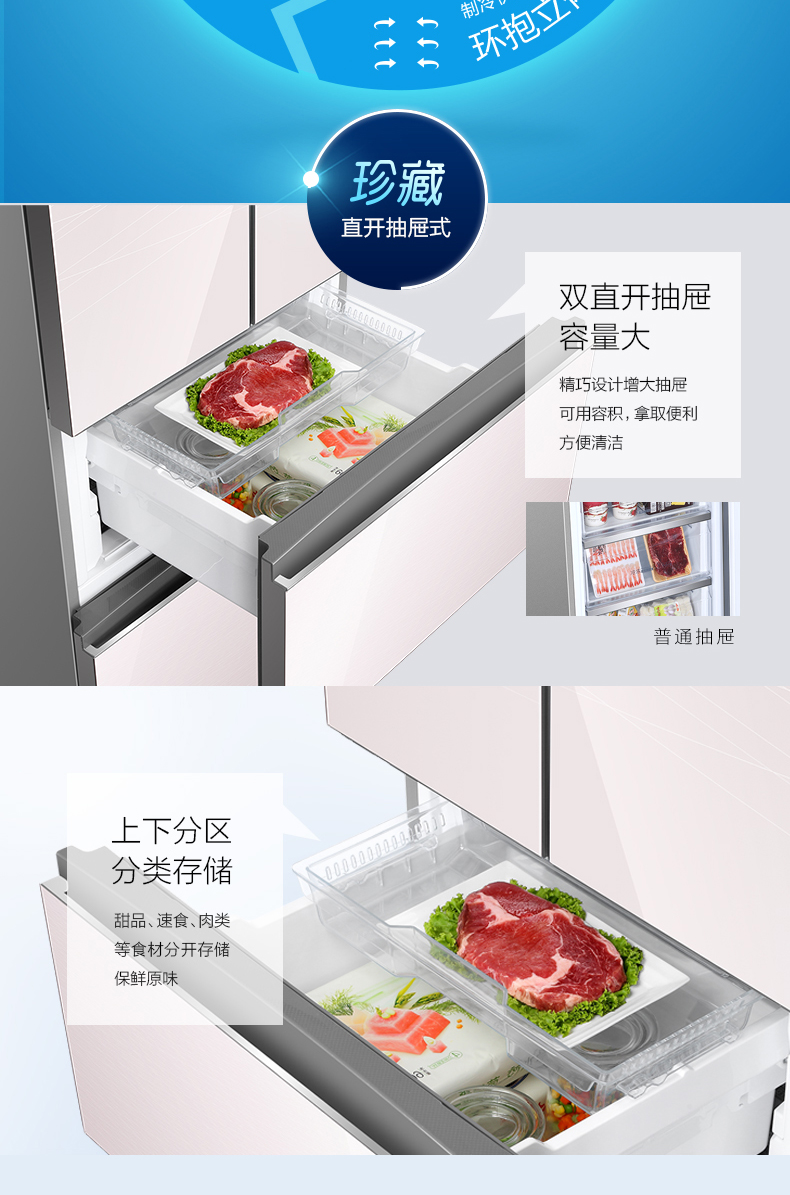 制冷
环抱立
珍藏
直开抽屉式
双直开抽屉
容量大
精巧设计增大抽屉
可用容积，拿取便利
方便清洁
普通抽屉
上下分区
分类存储
甜品、速食、肉类
等食材分开存储
保鲜原味